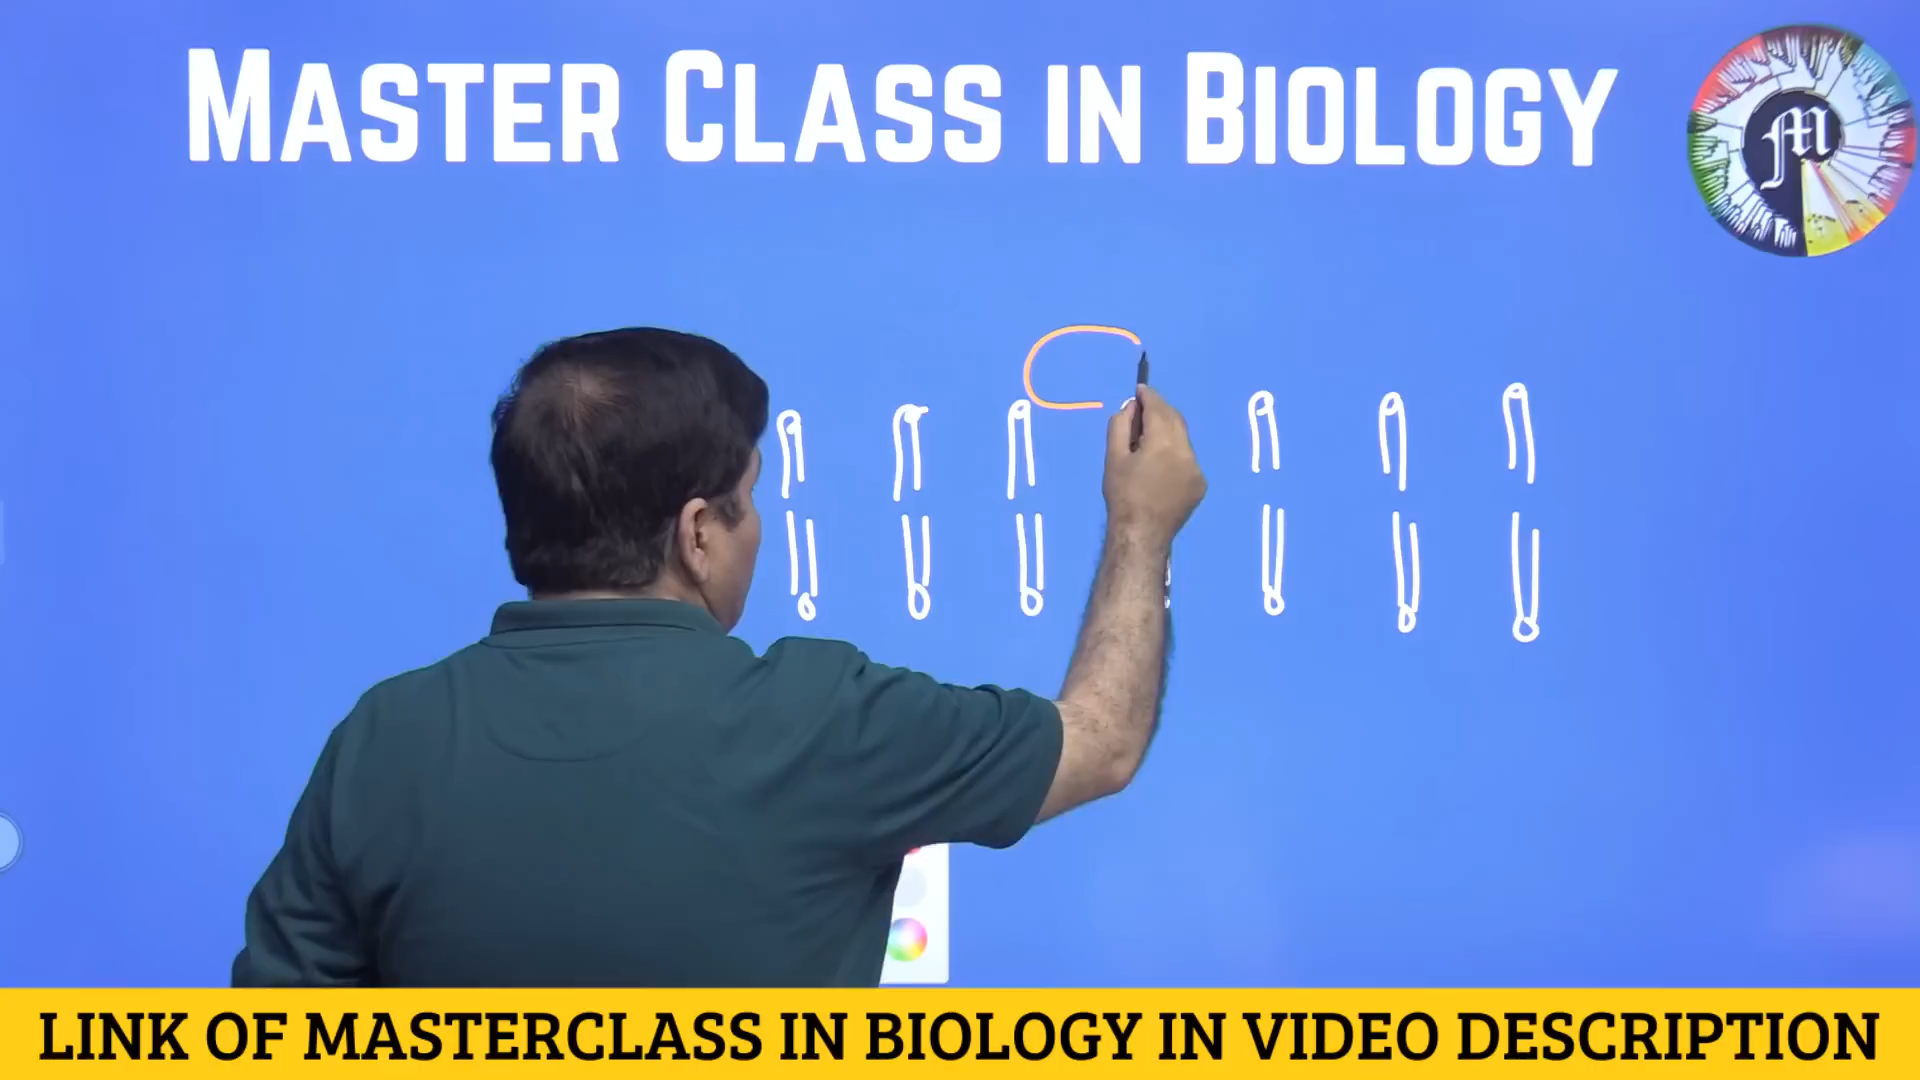 MASTER CLASS IN BIOLOGY
M
LINK OF MASTERCLASS IN BIOLOGY IN VIDEO DESCRIPTION